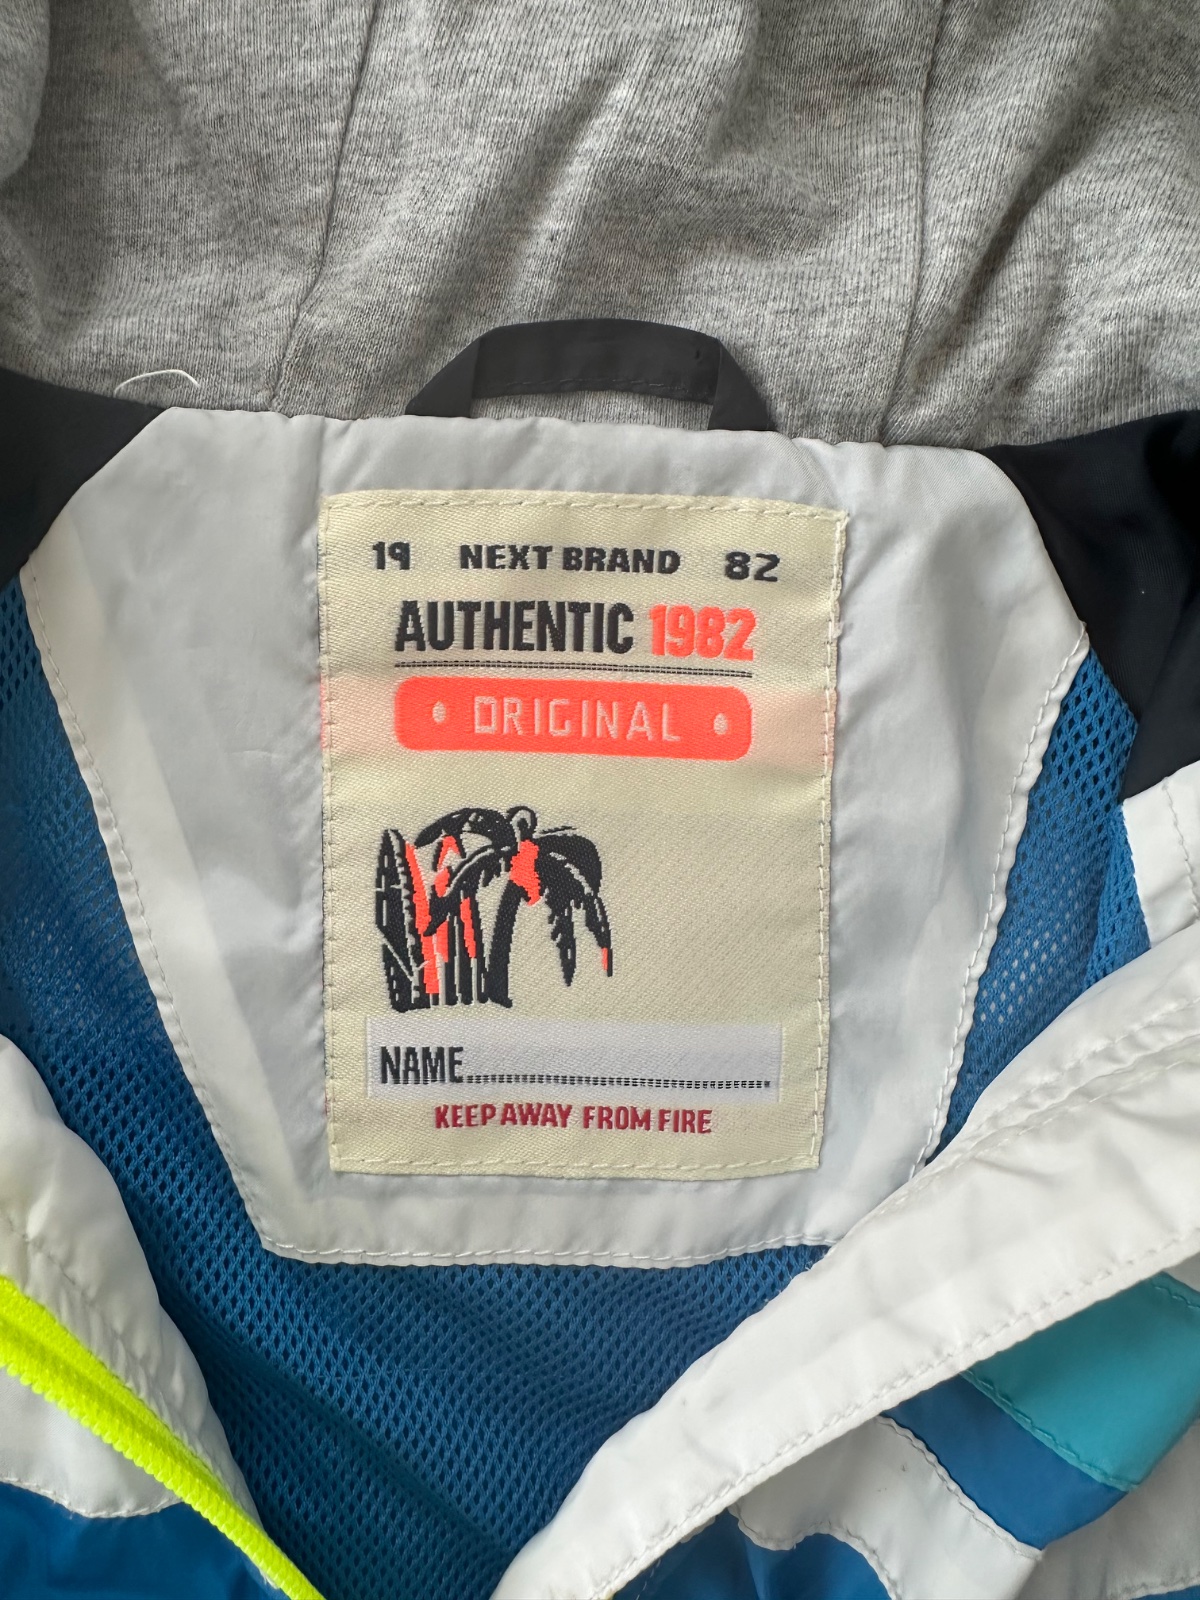 19 NEXT BRAND 82
AUTHENTIC 1982
ORIGINAL
NAME
KEEP AWAY FROM FIRE